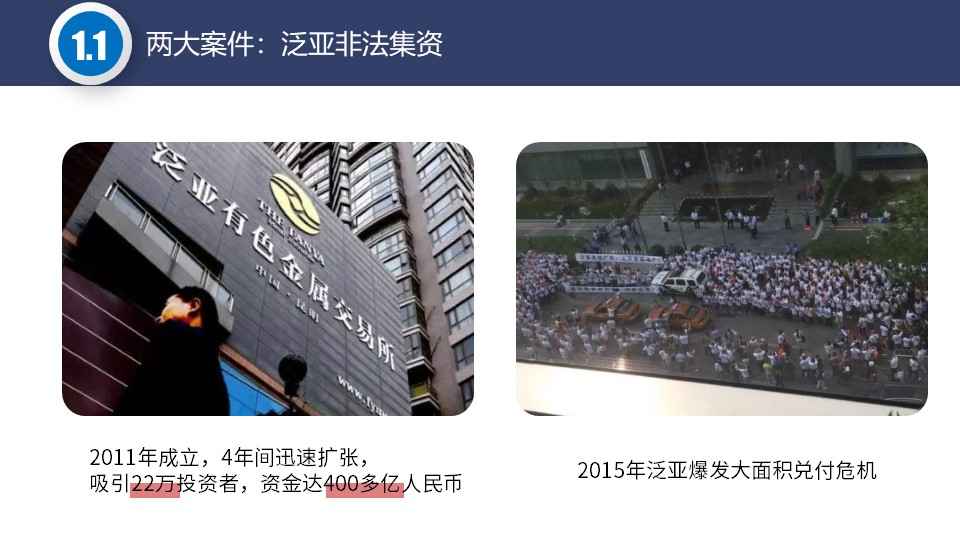 1.1
两大案件：泛亚非法集资
泛亚有色金属交易所
THE FANYA
中国·昆明
2011年成立，4年间迅速扩张，
吸引22万投资者，资金达400多亿人民币
2015年泛亚爆发大面积兑付危机